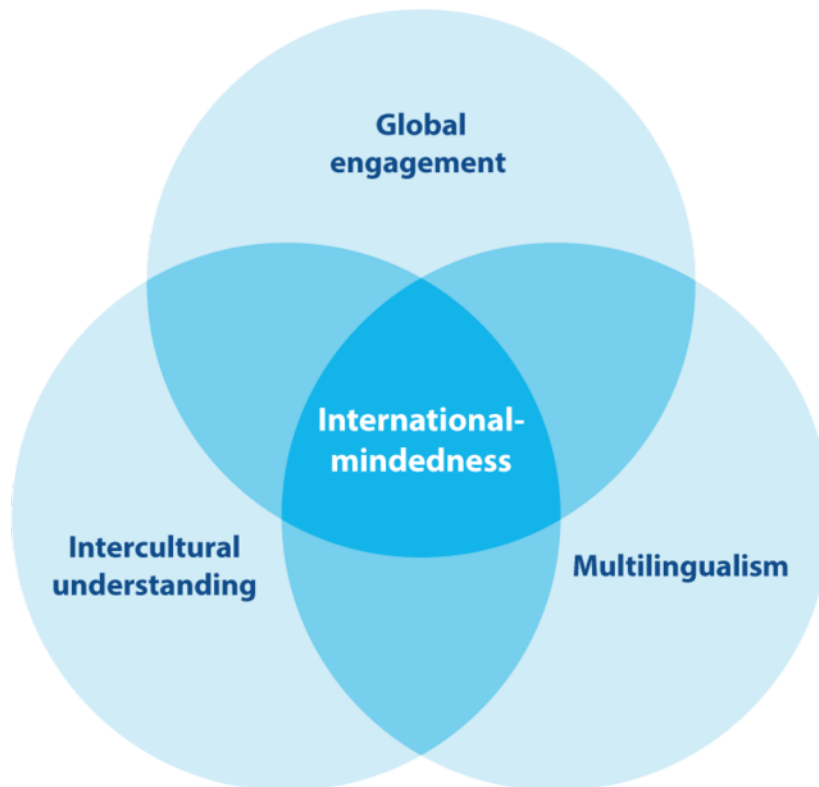 Global
engagement
International-
mindedness
Intercultural
understanding
Multilingualism